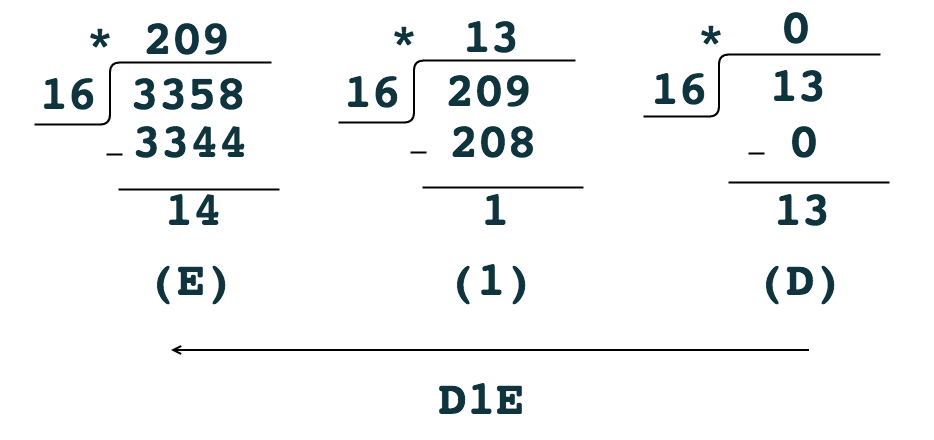 * 209 * 13 * 0
16 3358 16 209 16 13
- 3344 - 208 - 0
14 1 13
(E) (1) (D)
D1E